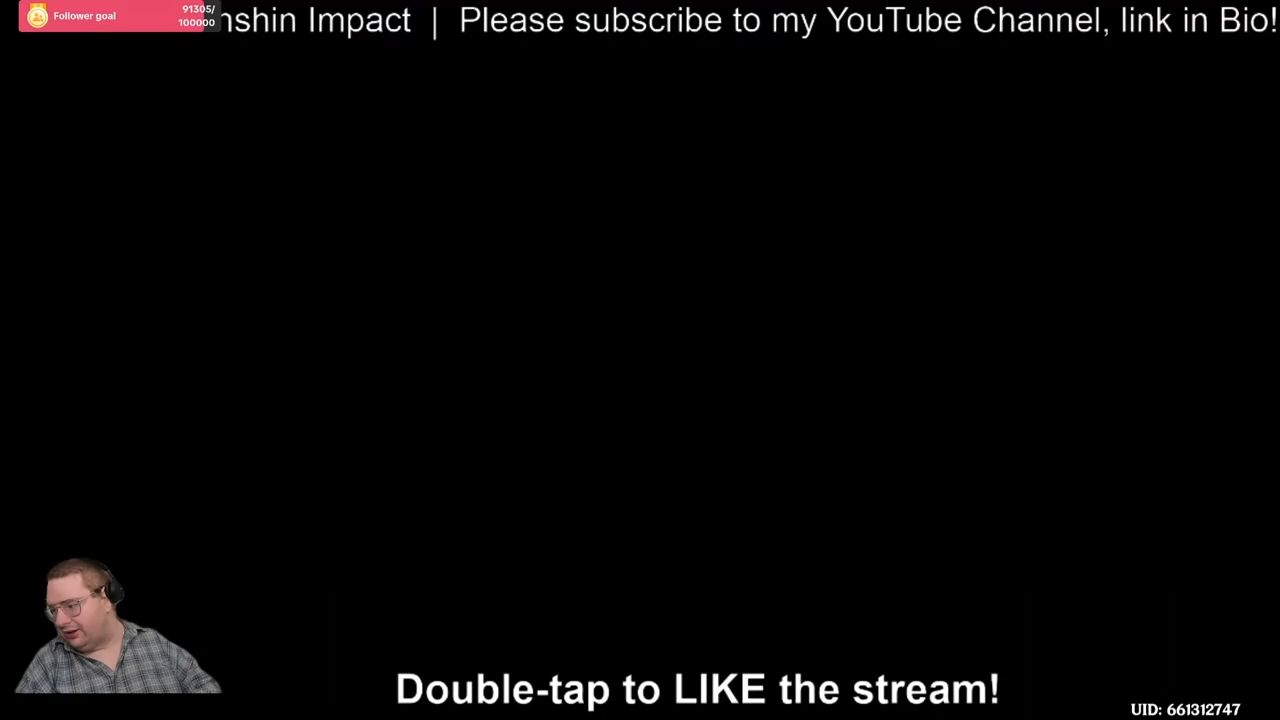 Follower goal
91305/
100000
nshin Impact | Please subscribe to my YouTube Channel, link in Bio!
Double-tap to LIKE the stream!
UID: 661312747